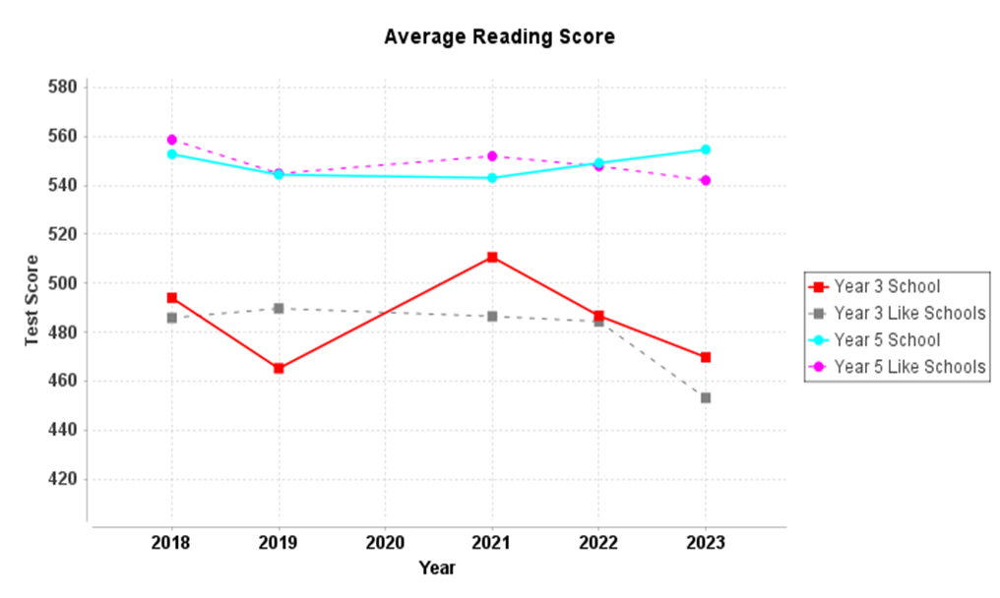 Average Reading Score
580
560
540
520
500
480
460
440
420
Test Score
2018 2019 2020 2021 2022 2023
Year
Year 3 School
Year 3 Like Schools
Year 5 School
Year 5 Like Schools